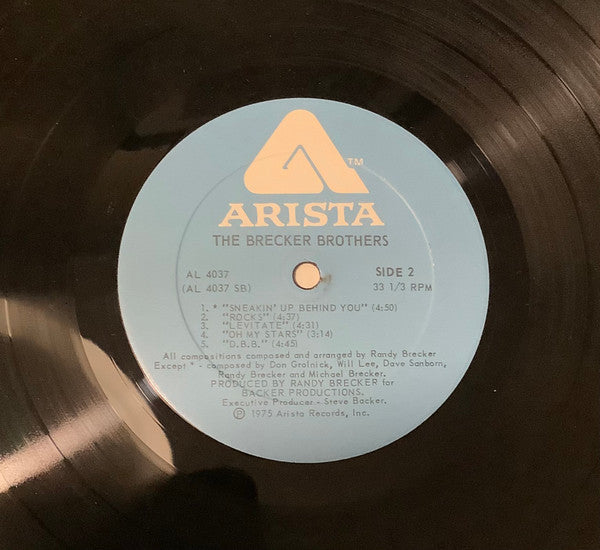 TM
ARISTA
THE BRECKER BROTHERS
AL 4037 SIDE 2
(AL 4037 SB) 33 1/3 RPM
1. * "SNEAKIN' UP BEHIND YOU" (4:50)
2. "ROCKS" (4:37)
3. "LEVITATE" (4:31)
4. "OH MY STARS" (3:14)
5. "D.B.B." (4:45)
All compositions composed and arranged by Randy Brecker
Except * - composed by Don Grolnick, Will Lee, Dave Sanborn,
Randy Brecker and Michael Brecker.
PRODUCED BY RANDY BRECKER for
BACKER PRODUCTIONS.
Executive Producer - Steve Backer.
℗ 1975 Arista Records, Inc.